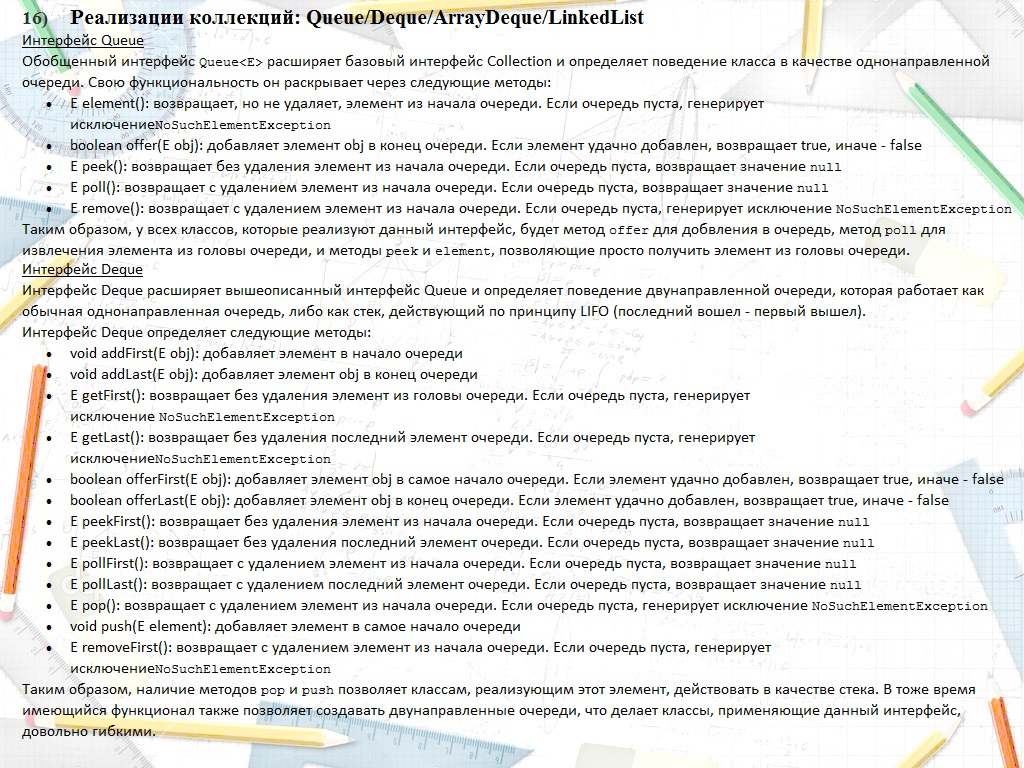 16) Реализации коллекций: Queue/Deque/ArrayDeque/LinkedList
Интерфейс Queue
Обобщенный интерфейс Queue<E> расширяет базовый интерфейс Collection и определяет поведение класса в качестве однонаправленной
очереди. Свою функциональность он раскрывает через следующие методы:
• E element(): возвращает, но не удаляет, элемент из начала очереди. Если очередь пуста, генерирует
исключениеNoSuchElementException
• boolean offer(E obj): добавляет элемент obj в конец очереди. Если элемент удачно добавлен, возвращает true, иначе - false
• E peek(): возвращает без удаления элемент из начала очереди. Если очередь пуста, возвращает значение null
• E poll(): возвращает с удалением элемент из начала очереди. Если очередь пуста, возвращает значение null
• E remove(): возвращает с удалением элемент из начала очереди. Если очередь пуста, генерирует исключение NoSuchElementException
Таким образом, у всех классов, которые реализуют данный интерфейс, будет метод offer для добвления в очередь, метод poll для
извлечения элемента из головы очереди, и методы peek и element, позволяющие просто получить элемент из головы очереди.
Интерфейс Deque
Интерфейс Deque расширяет вышеописанный интерфейс Queue и определяет поведение двунаправленной очереди, которая работает как
обычная однонаправленная очередь, либо как стек, действующий по принципу LIFO (последний вошел - первый вышел).
Интерфейс Deque определяет следующие методы:
• void addFirst(E obj): добавляет элемент в начало очереди
• void addLast(E obj): добавляет элемент obj в конец очереди
• E getFirst(): возвращает без удаления элемент из головы очереди. Если очередь пуста, генерирует
исключение NoSuchElementException
• E getLast(): возвращает без удаления последний элемент очереди. Если очередь пуста, генерирует
исключениеNoSuchElementException
• boolean offerFirst(E obj): добавляет элемент obj в самое начало очереди. Если элемент удачно добавлен, возвращает true, иначе - false
• boolean offerLast(E obj): добавляет элемент obj в конец очереди. Если элемент удачно добавлен, возвращает true, иначе - false
• E peekFirst(): возвращает без удаления элемент из начала очереди. Если очередь пуста, возвращает значение null
• E peekLast(): возвращает без удаления последний элемент очереди. Если очередь пуста, возвращает значение null
• E pollFirst(): возвращает с удалением элемент из начала очереди. Если очередь пуста, возвращает значение null
• E pollLast(): возвращает с удалением последний элемент очереди. Если очередь пуста, возвращает значение null
• E pop(): возвращает с удалением элемент из начала очереди. Если очередь пуста, генерирует исключение NoSuchElementException
• void push(E element): добавляет элемент в самое начало очереди
• E removeFirst(): возвращает с удалением элемент из начала очереди. Если очередь пуста, генерирует
исключениеNoSuchElementException
Таким образом, наличие методов pop и push позволяет классам, реализующим этот элемент, действовать в качестве стека. В тоже время
имеющийся функционал также позволяет создавать двунаправленные очереди, что делает классы, применяющие данный интерфейс,
довольно гибкими.